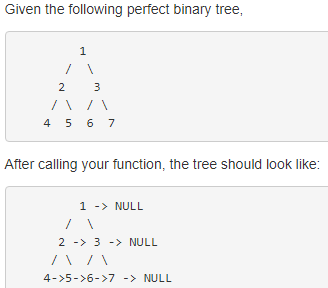 Given the following perfect binary tree,
1
/ \
2 3
/ \ / \
4 5 6 7
After calling your function, the tree should look like:
1 -> NULL
/ \
2 -> 3 -> NULL
/ \ / \
4->5->6->7 -> NULL